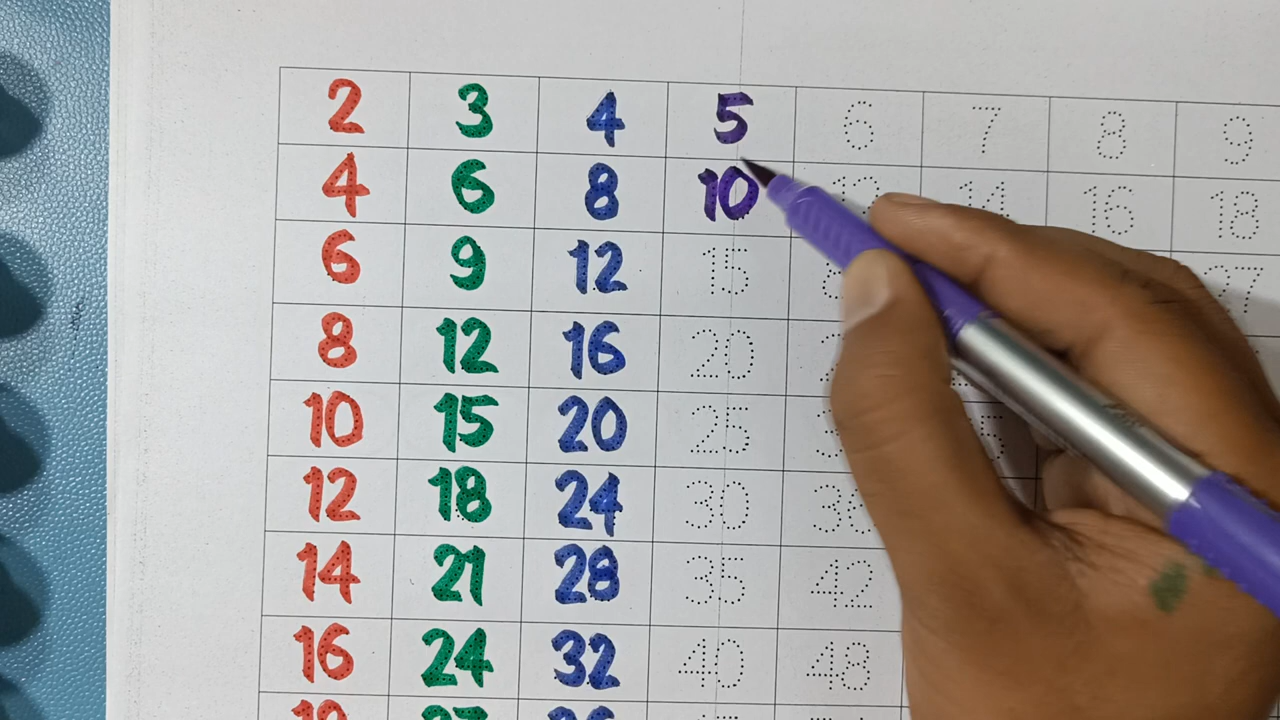 2 3 4 5 6 7 8 9
4 6 8 10 12 14 16 18
6 9 12 15 27
8 12 16 20
10 15 20 25
12 18 24 30 36
14 21 28 35 42
16 24 32 40 48